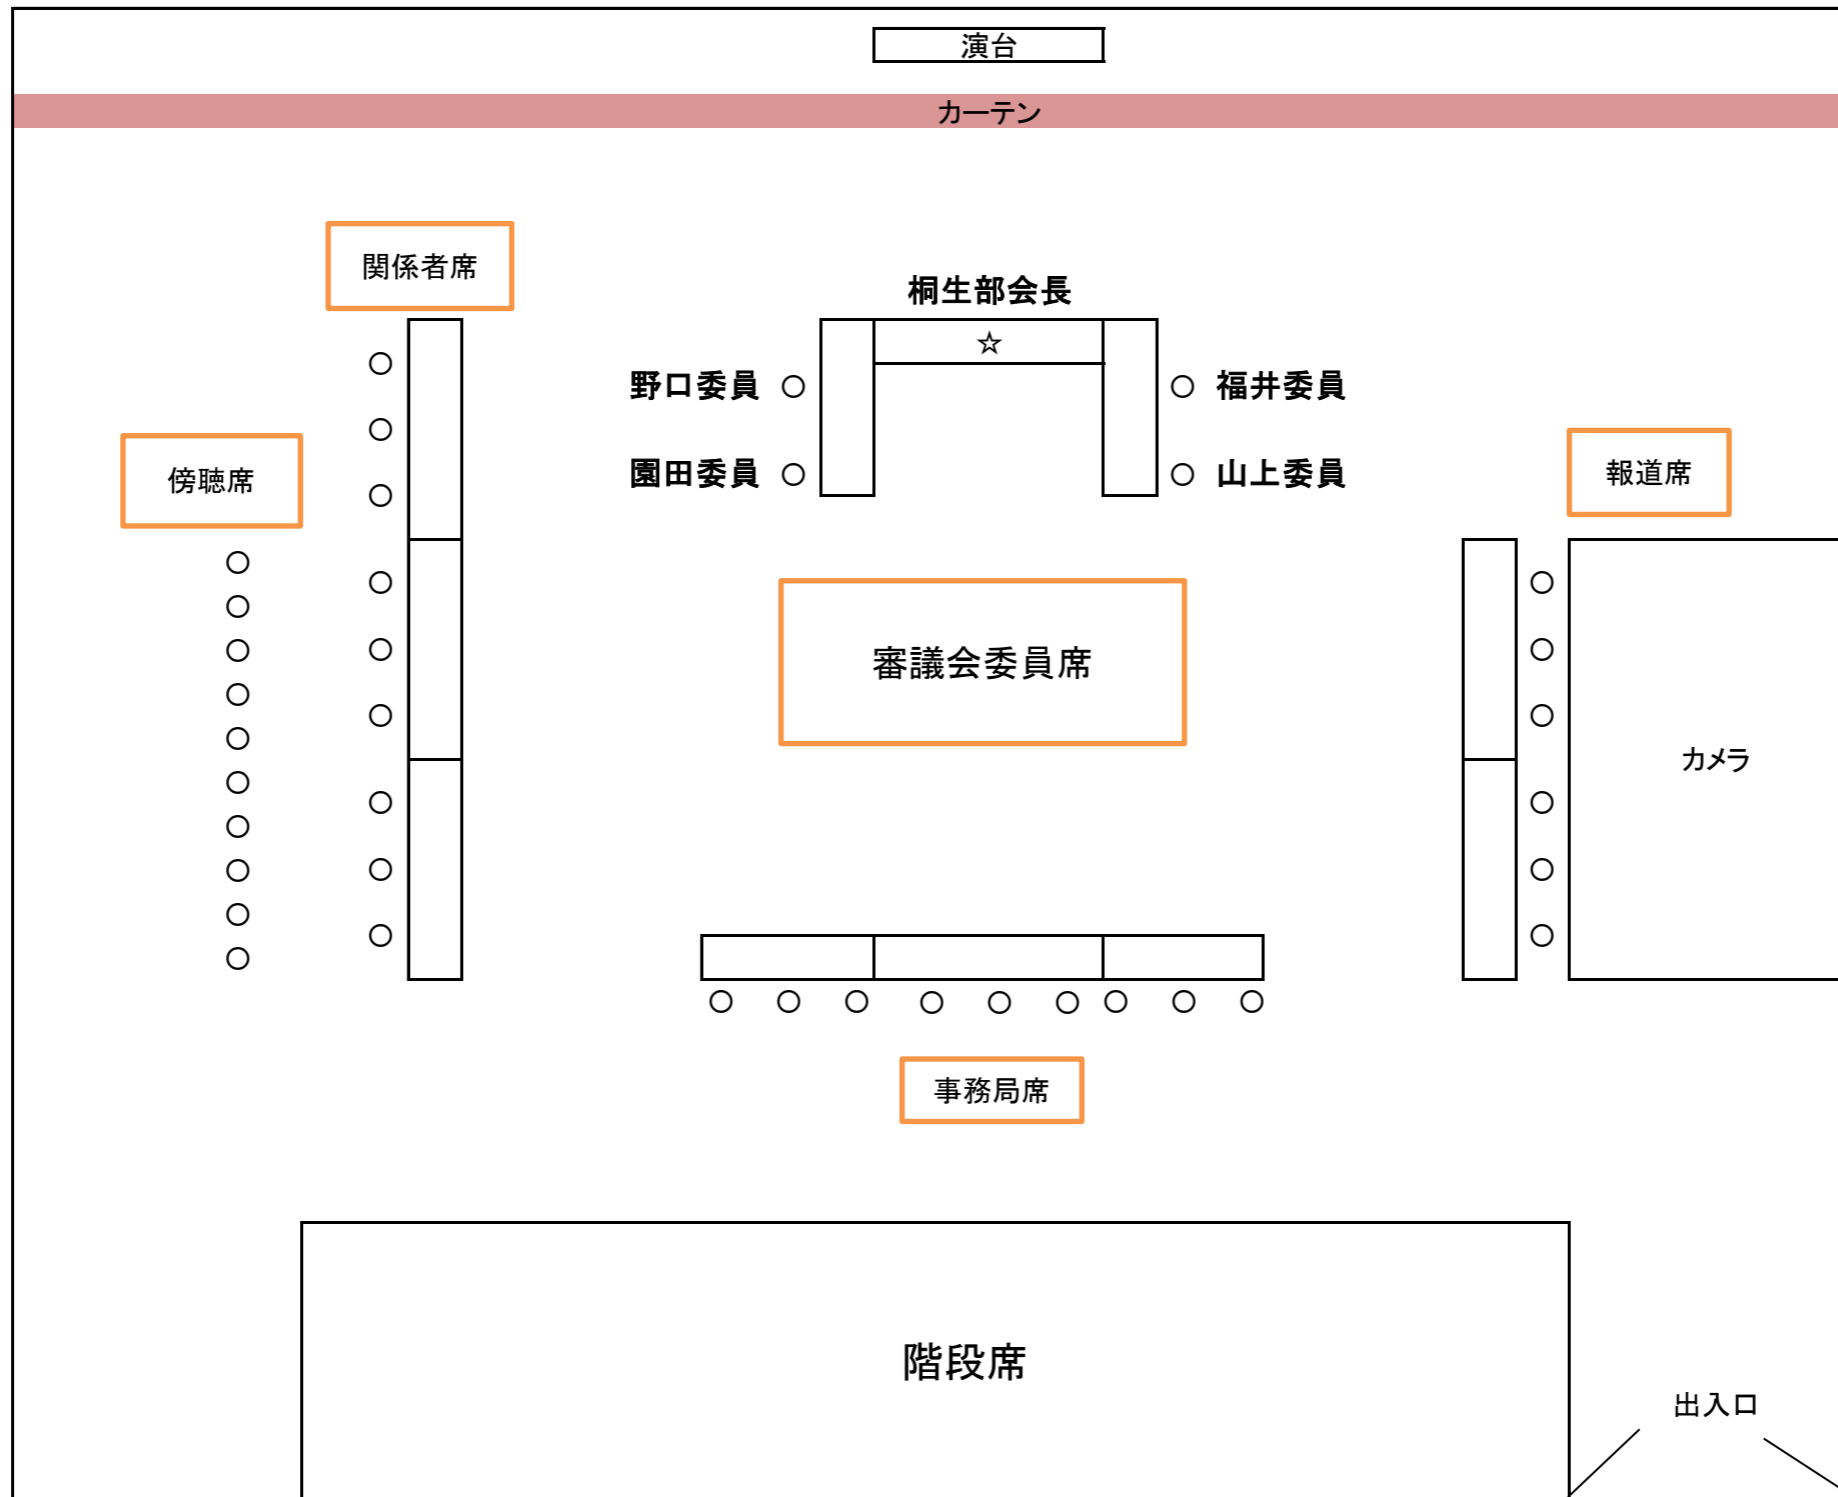 演台
カーテン
関係者席
桐生部会長
☆
野口委員 ○
○ 福井委員
園田委員 ○
○ 山上委員
傍聴席
報道席
審議会委員席
カメラ
事務局席
階段席
出入口